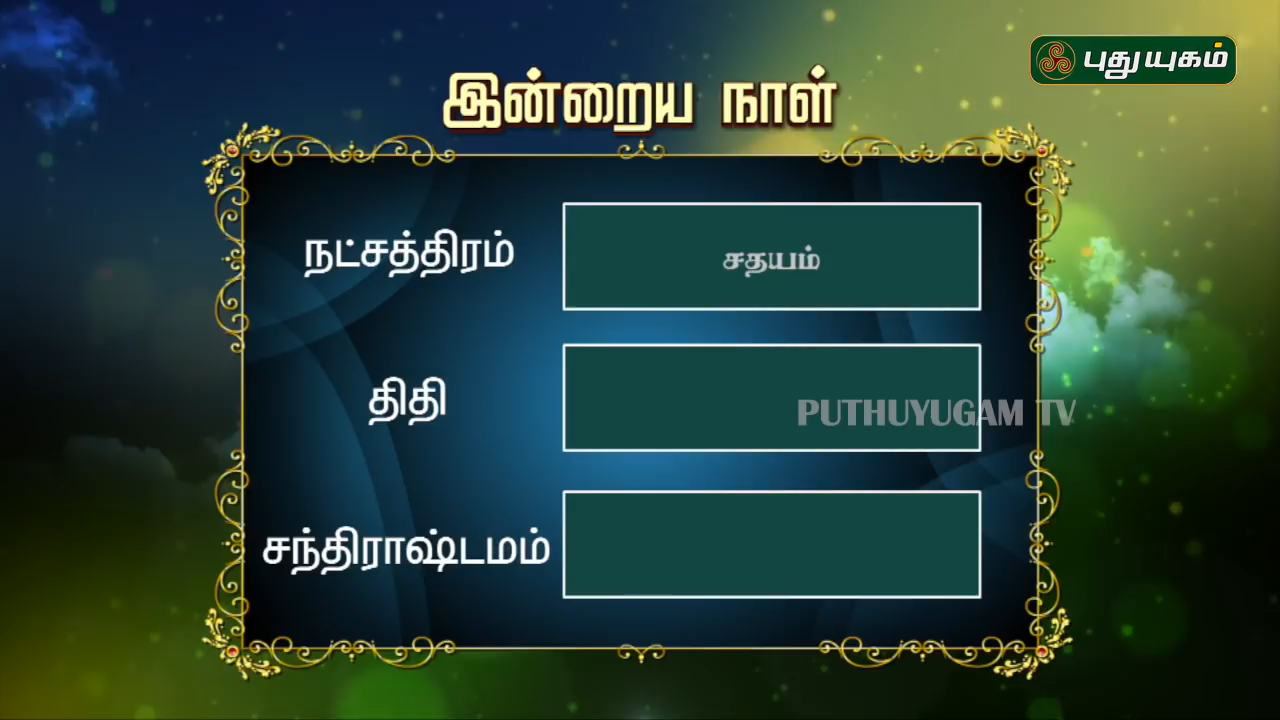 புதுயுகம்
இன்றைய நாள்
நட்சத்திரம்
சதயம்
திதி
PUTHUYUGAM TV
சந்திராஷ்டமம்